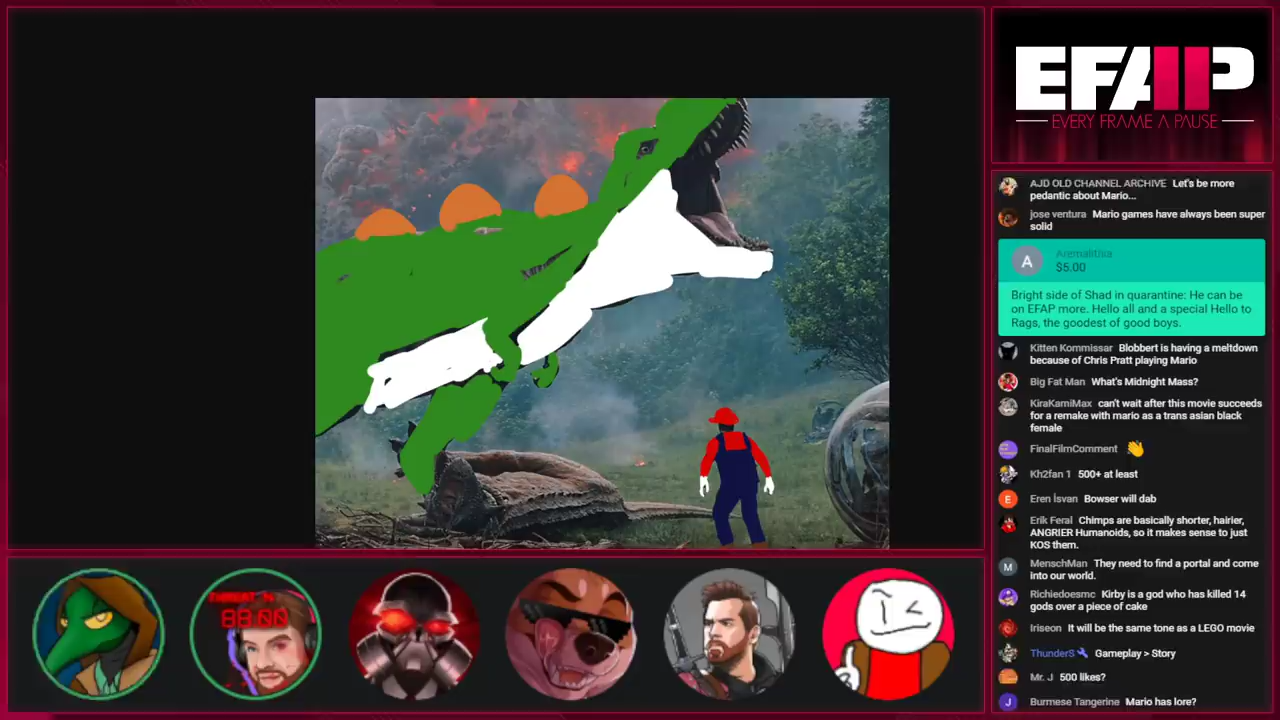 EFAP
EVERY FRAME A PAUSE
AJD OLD CHANNEL ARCHIVE Let's be more
pedantic about Mario...
jose ventura Mario games have always been super
solid
A
$5.00
Bright side of Shad in quarantine: He can be
on EFAP more. Hello all and a special Hello to
Rags, the goodest of good boys.
Kitten Kommissar Blobbert is having a meltdown
because of Chris Pratt playing Mario
Big Fat Man What's Midnight Mass?
KiraKamiMax can't wait after this movie succeeds
for a remake with mario as a trans asian black
female
FinalFilmComment 👏
Kh2fan 1 500+ at least
Eren İsvan Bowser will dab
Erik Feral Chimps are basically shorter, hairier,
ANGRIER Humanoids, so it makes sense to just
KOS them.
M MenschMan They need to find a portal and come
into our world.
Richiedoesmc Kirby is a god who has killed 14
gods over a piece of cake
Iriseon It will be the same tone as a LEGO movie
ThunderS Gameplay > Story
Mr. J 500 likes?
J Burmese Tangerine Mario has lore?
THREAT IN
88:00